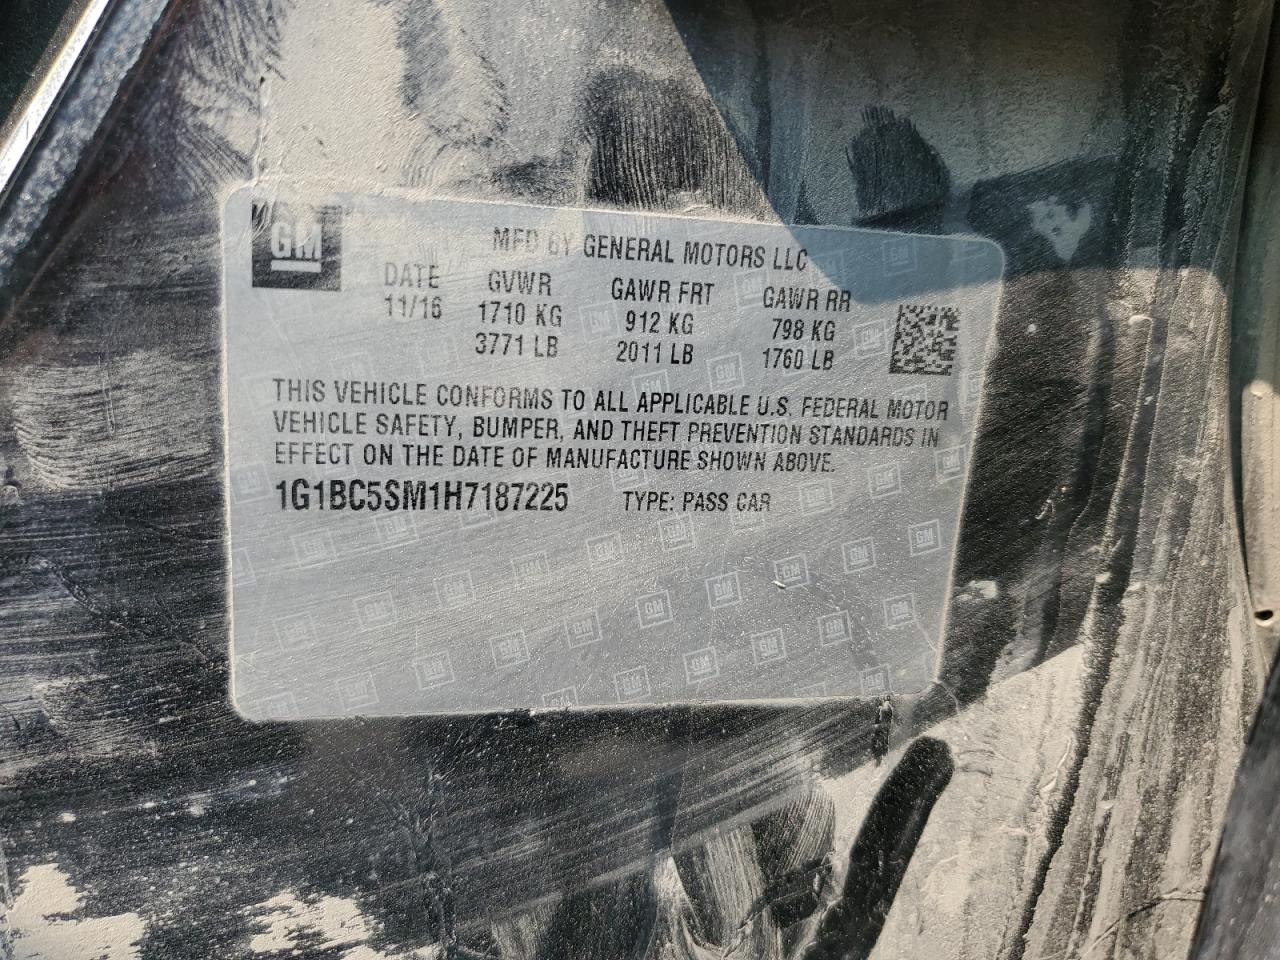 GM
MFD BY GENERAL MOTORS LLC
DATE GVWR GAWR FRT GAWR RR
11/16 1710 KG 912 KG 798 KG
3771 LB 2011 LB 1760 LB
THIS VEHICLE CONFORMS TO ALL APPLICABLE U.S. FEDERAL MOTOR
VEHICLE SAFETY, BUMPER, AND THEFT PREVENTION STANDARDS IN
EFFECT ON THE DATE OF MANUFACTURE SHOWN ABOVE.
1G1BC5SM1H7187225 TYPE: PASS CAR